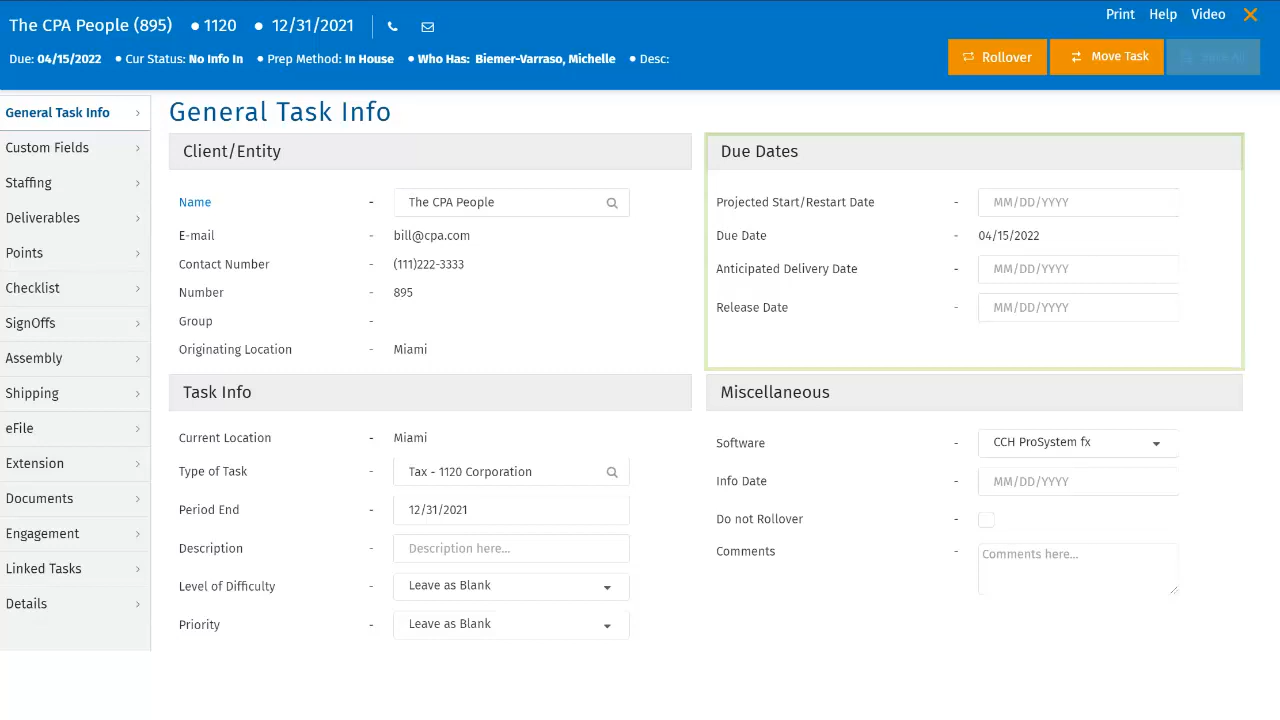 The CPA People (895) ● 1120 ● 12/31/2021
Print Help Video
Due: 04/15/2022 ● Cur Status: No Info In ● Prep Method: In House ● Who Has: Biemer-Varraso, Michelle ● Desc:
Rollover Move Task
General Task Info
Custom Fields
Staffing
Deliverables
Points
Checklist
SignOffs
Assembly
Shipping
eFile
Extension
Documents
Engagement
Linked Tasks
Details
General Task Info
Client/Entity
Name - The CPA People
E-mail - bill@cpa.com
Contact Number - (111)222-3333
Number - 895
Group -
Originating Location - Miami
Due Dates
Projected Start/Restart Date - MM/DD/YYYY
Due Date - 04/15/2022
Anticipated Delivery Date - MM/DD/YYYY
Release Date - MM/DD/YYYY
Task Info
Current Location - Miami
Type of Task - Tax - 1120 Corporation
Period End - 12/31/2021
Description - Description here...
Level of Difficulty - Leave as Blank
Priority - Leave as Blank
Miscellaneous
Software - CCH ProSystem fx
Info Date - MM/DD/YYYY
Do not Rollover -
Comments - Comments here...